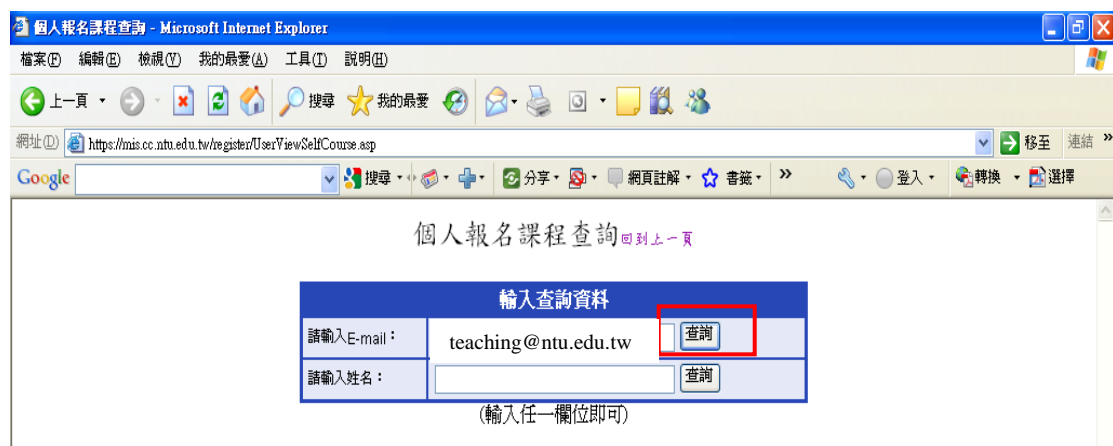 個人報名課程查詢 - Microsoft Internet Explorer
檔案(F) 編輯(E) 檢視(V) 我的最愛(A) 工具(T) 說明(H)
上一頁 搜尋 我的最愛
網址(D) https://mis.cc.ntu.edu.tw/register/UserViewSelfCourse.asp 移至 連結 »
Google 搜尋 分享 網頁註解 書籤 » 登入 轉換 選擇
個人報名課程查詢回到上一頁
輸入查詢資料
請輸入E-mail： teaching@ntu.edu.tw 查詢
請輸入姓名： 查詢
(輸入任一欄位即可)